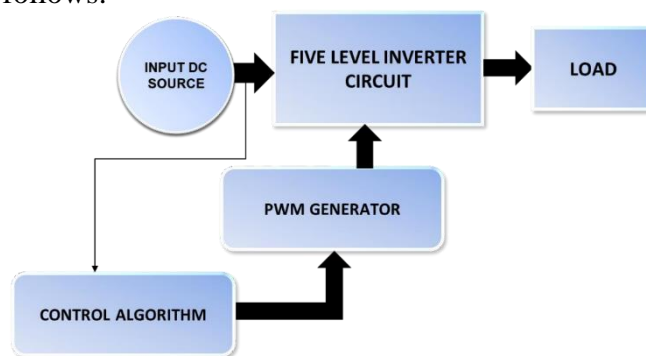 follows:
INPUT DC
SOURCE
FIVE LEVEL INVERTER
CIRCUIT
LOAD
PWM GENERATOR
CONTROL ALGORITHM